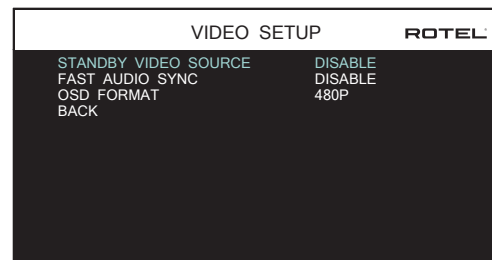 VIDEO SETUP ROTEL
STANDBY VIDEO SOURCE DISABLE
FAST AUDIO SYNC DISABLE
OSD FORMAT 480P
BACK